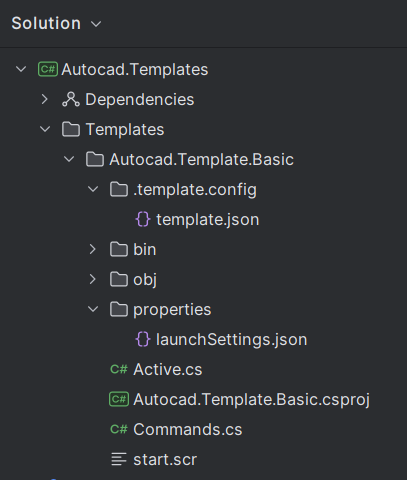 Solution
C# Autocad.Templates
Dependencies
Templates
Autocad.Template.Basic
.template.config
{} template.json
bin
obj
properties
{} launchSettings.json
C# Active.cs
C# Autocad.Template.Basic.csproj
C# Commands.cs
start.scr